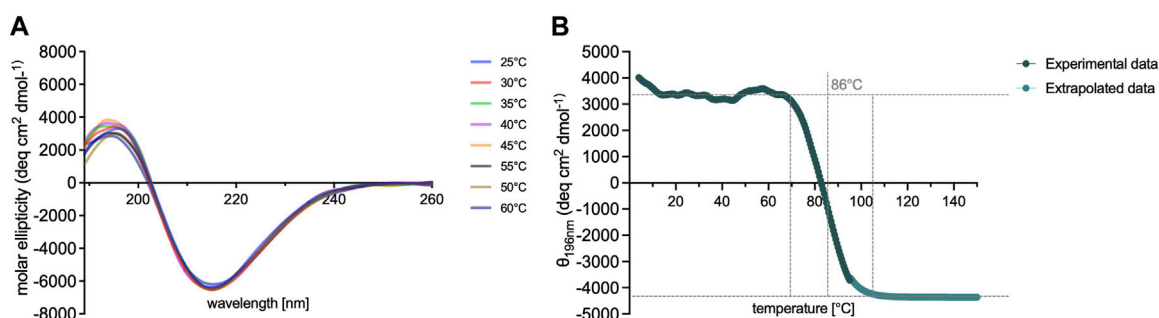 A
molar ellipticity (deq cm² dmol-¹)
8000
6000
4000
2000
0
-2000
-4000
-6000
-8000
200
220
240
260
wavelength [nm]
25°C
30°C
35°C
40°C
45°C
55°C
50°C
60°C
B
θ196nm (deq cm² dmol-¹)
5000
4000
3000
2000
1000
0
-1000
-2000
-3000
-4000
-5000
20
40
60
80
100
120
140
86°C
temperature [°C]
Experimental data
Extrapolated data